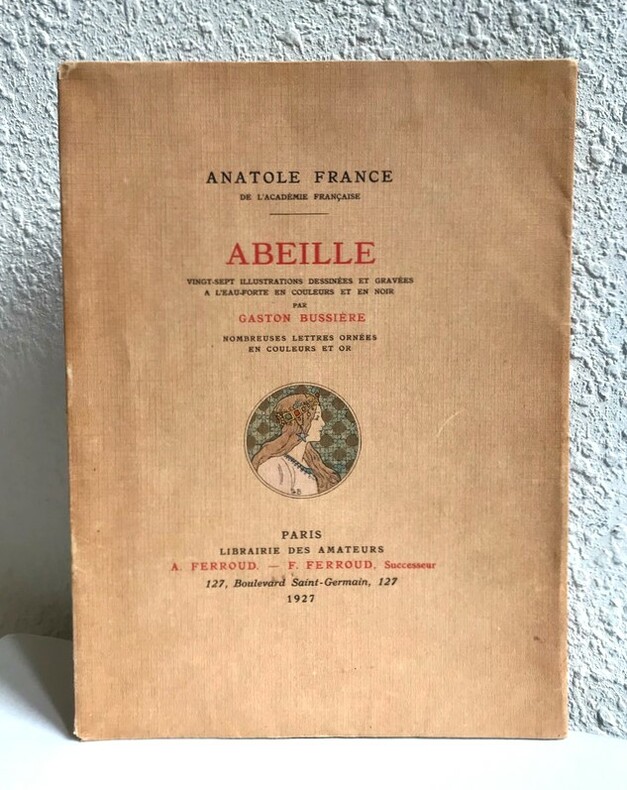 ANATOLE FRANCE
DE L'ACADÉMIE FRANÇAISE
ABEILLE
VINGT-SEPT ILLUSTRATIONS DESSINÉES ET GRAVÉES
A L'EAU-FORTE EN COULEURS ET EN NOIR
PAR
GASTON BUSSIÈRE
NOMBREUSES LETTRES ORNÉES
EN COULEURS ET OR
PARIS
LIBRAIRIE DES AMATEURS
A. FERROUD. — F. FERROUD, Successeur
127, Boulevard Saint-Germain, 127
1927